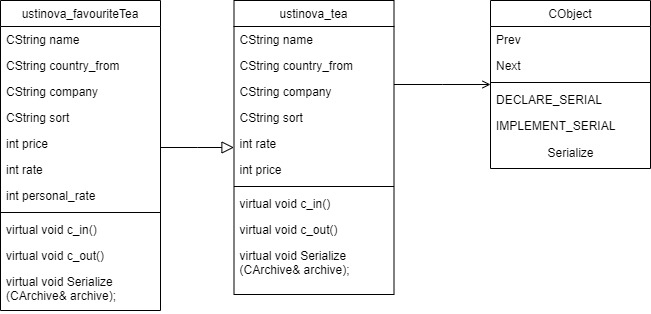 ustinova_favouriteTea
CString name
CString country_from
CString company
CString sort
int price
int rate
int personal_rate
virtual void c_in()
virtual void c_out()
virtual void Serialize
(CArchive& archive);
ustinova_tea
CString name
CString country_from
CString company
CString sort
int rate
int price
virtual void c_in()
virtual void c_out()
virtual void Serialize
(CArchive& archive);
CObject
Prev
Next
DECLARE_SERIAL
IMPLEMENT_SERIAL
Serialize